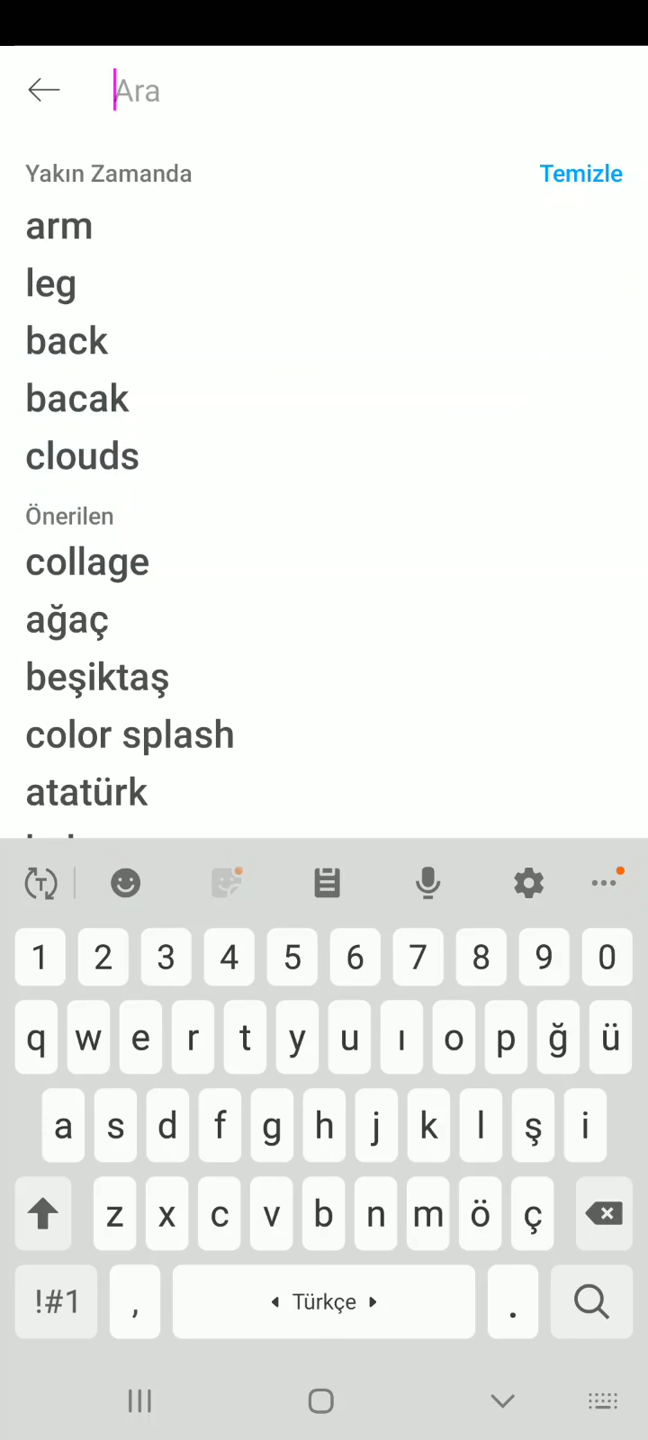 Ara
Yakın Zamanda Temizle
arm
leg
back
bacak
clouds
Önerilen
collage
ağaç
beşiktaş
color splash
atatürk
T
1 2 3 4 5 6 7 8 9 0
q w e r t y u ı o p ğ ü
a s d f g h j k l ş i
z x c v b n m ö ç
!#1 , Türkçe .